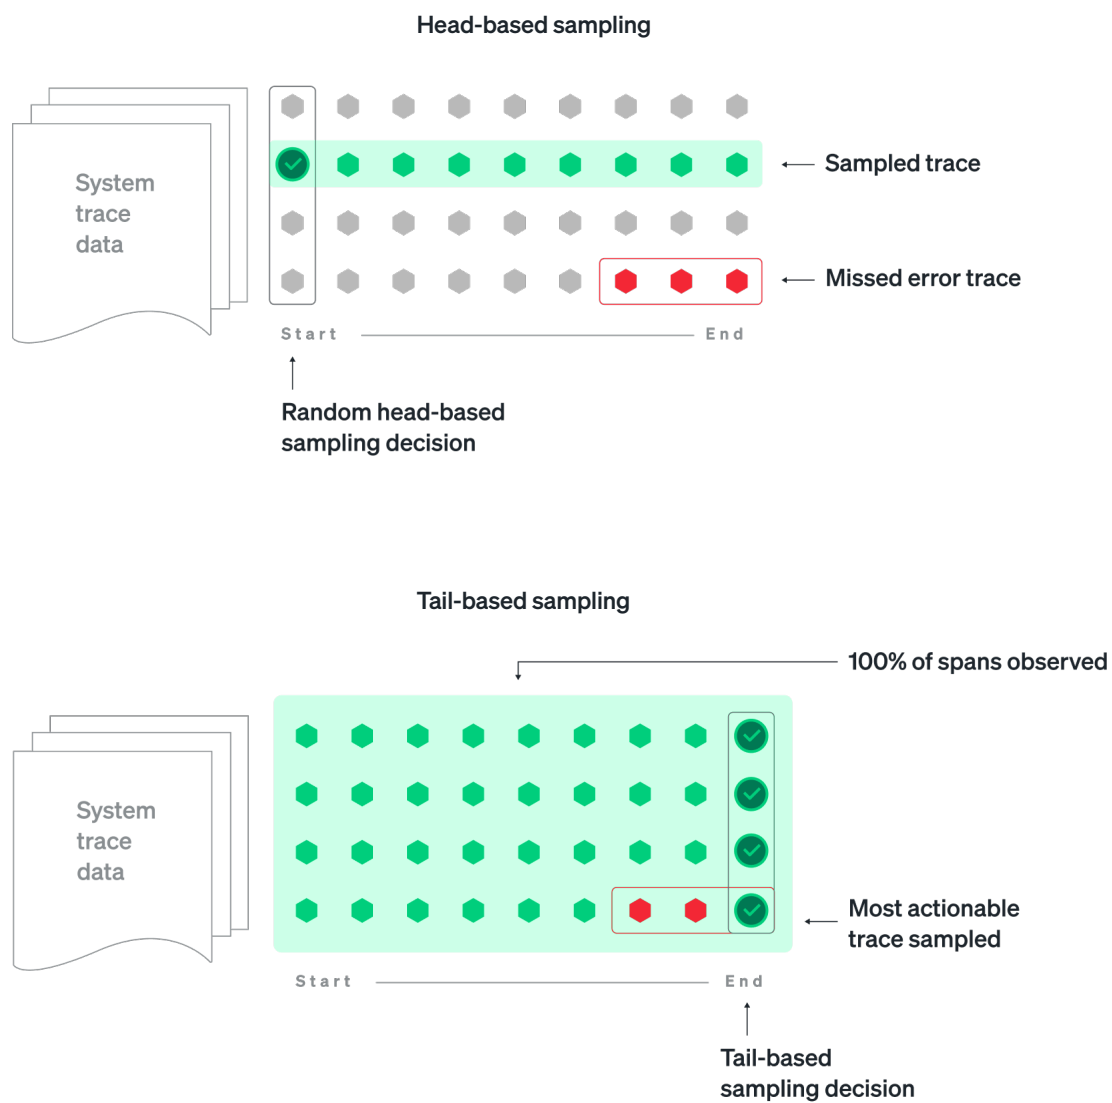 Head-based sampling
System
trace
data
Sampled trace
Missed error trace
Start
End
Random head-based
sampling decision
Tail-based sampling
100% of spans observed
System
trace
data
Most actionable
trace sampled
Start
End
Tail-based
sampling decision